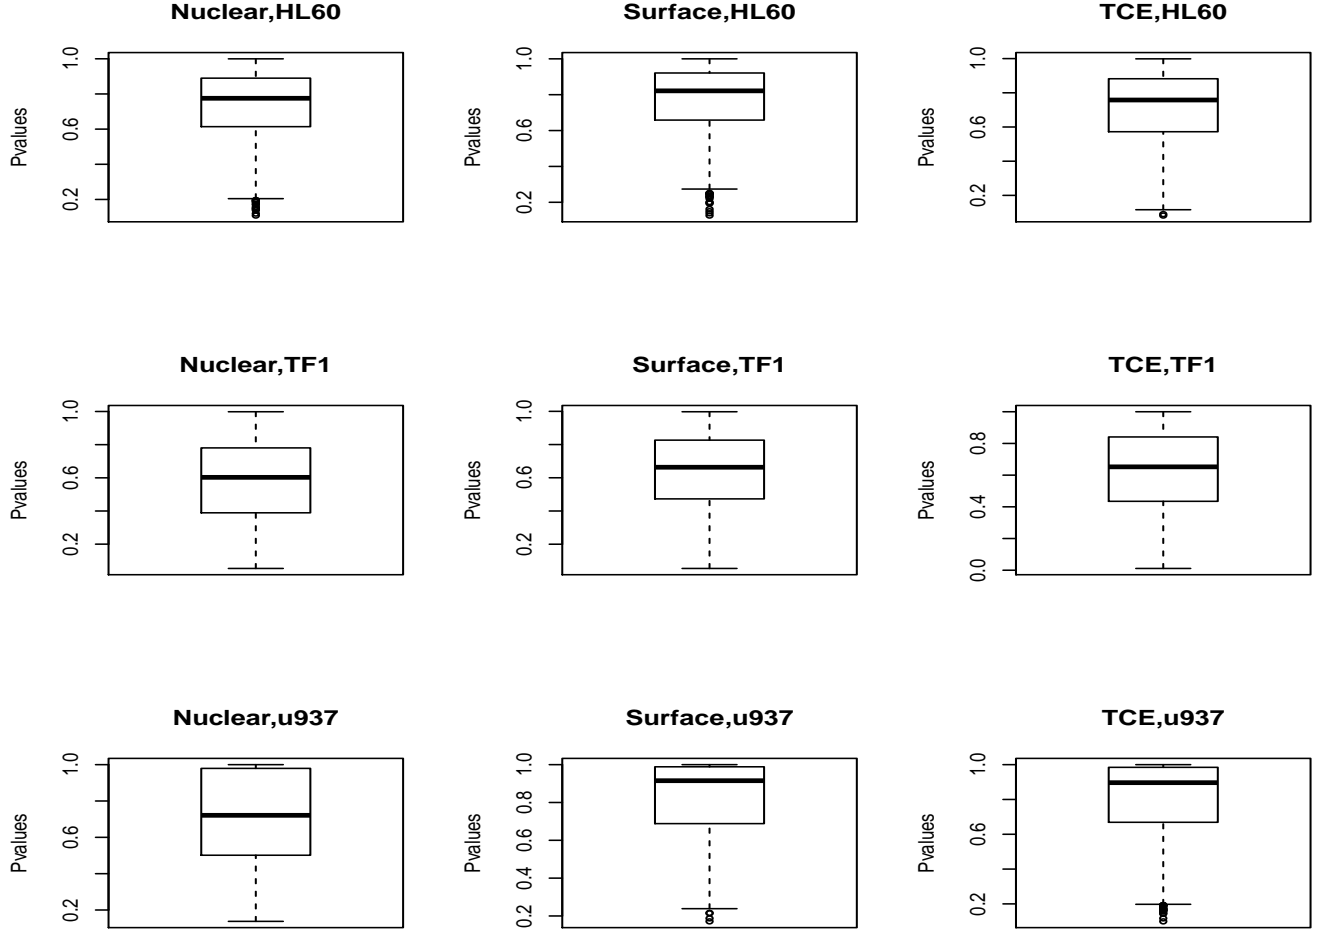 Nuclear,HL60
Pvalues
0.2 0.6 1.0
Surface,HL60
Pvalues
0.2 0.6 1.0
TCE,HL60
Pvalues
0.2 0.6 1.0
Nuclear,TF1
Pvalues
0.2 0.6 1.0
Surface,TF1
Pvalues
0.2 0.6 1.0
TCE,TF1
Pvalues
0.0 0.4 0.8
Nuclear,u937
Pvalues
0.2 0.6 1.0
Surface,u937
Pvalues
0.2 0.4 0.6 0.8 1.0
TCE,u937
Pvalues
0.2 0.6 1.0